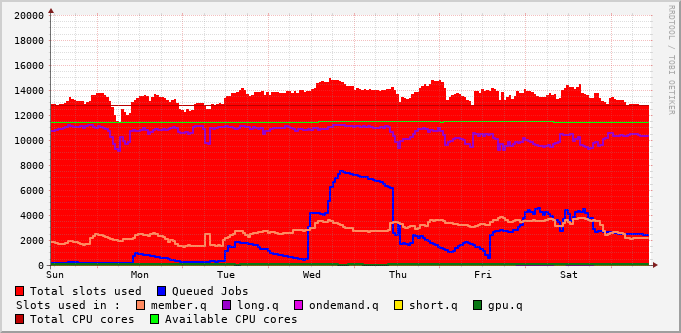 20000
18000
16000
14000
12000
10000
8000
6000
4000
2000
0
Sun Mon Tue Wed Thu Fri Sat
RRDTOOL / TOBI OETIKER
Total slots used Queued Jobs
Slots used in : member.q long.q ondemand.q short.q gpu.q
Total CPU cores Available CPU cores